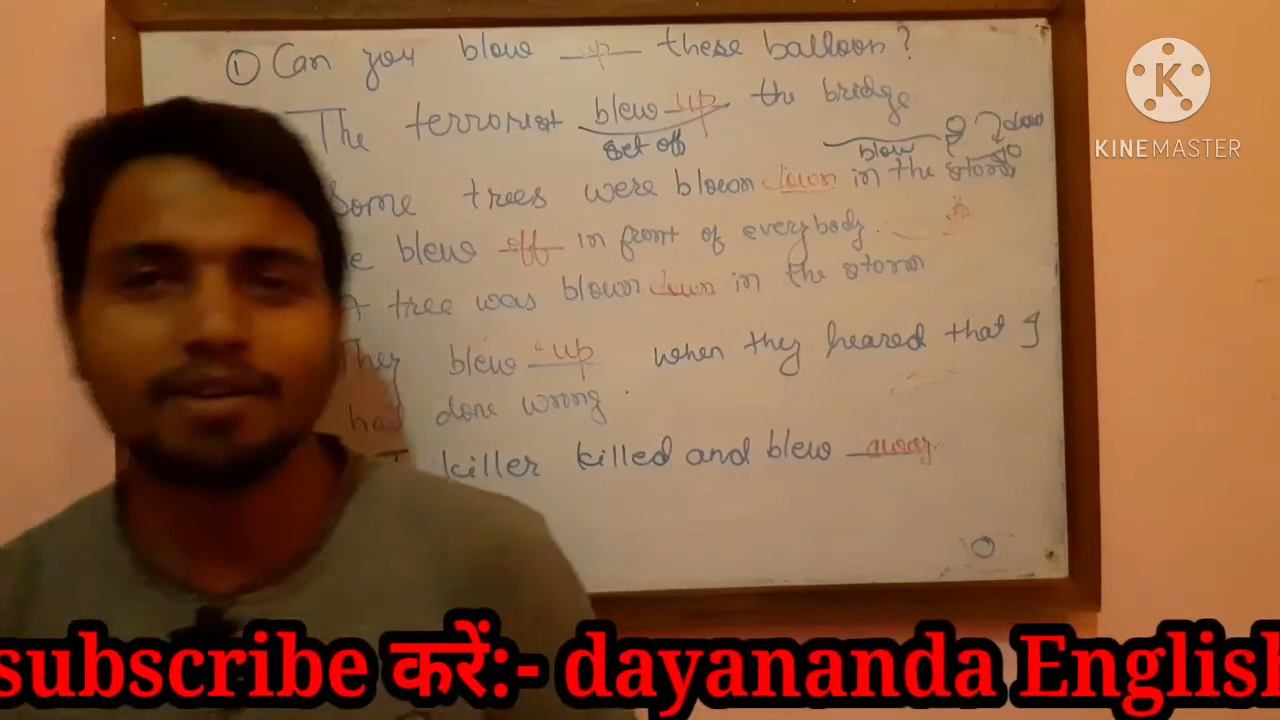 ① Can you blow up these balloon?
The terrorist blew up the bridge.
set off
blow
Some trees were blown down in the storm
e blew off in front of everybody.
A tree was blown down in the storm
They blew up when they heared that I
had done wrong.
killer killed and blew away.
KINEMASTER
subscribe करें:- dayananda English